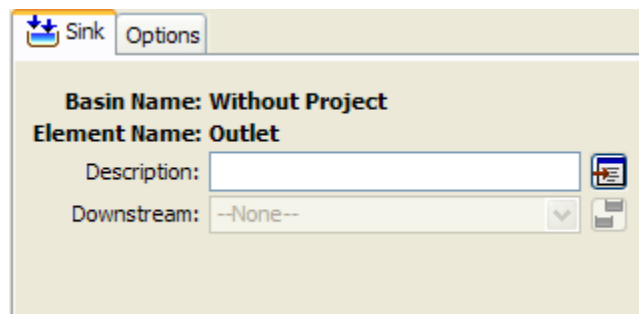 Sink Options
Basin Name: Without Project
Element Name: Outlet
Description:
Downstream: --None--